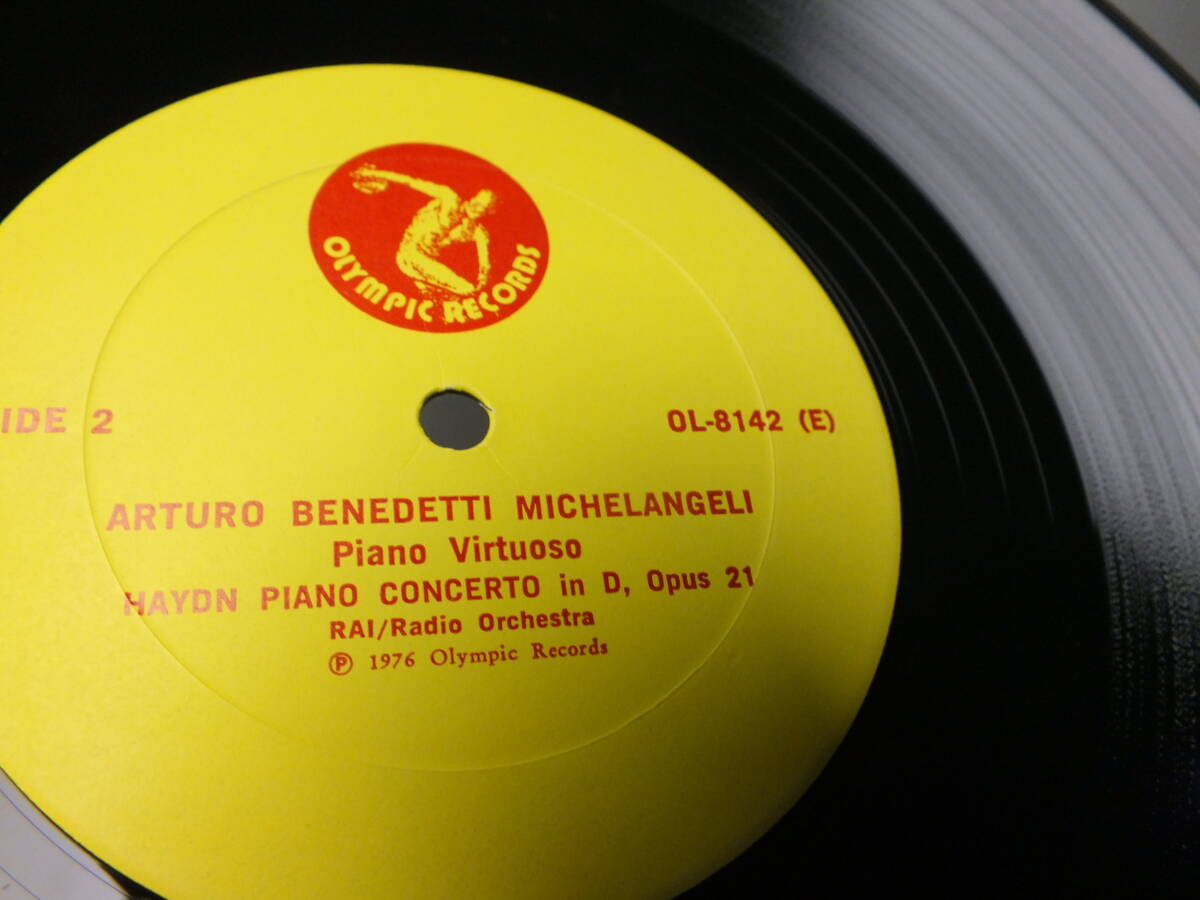 OLYMPIC RECORDS
IDE 2
OL-8142 (E)
ARTURO BENEDETTI MICHELANGELI
Piano Virtuoso
HAYDN PIANO CONCERTO in D, Opus 21
RAI/Radio Orchestra
Ⓟ 1976 Olympic Records